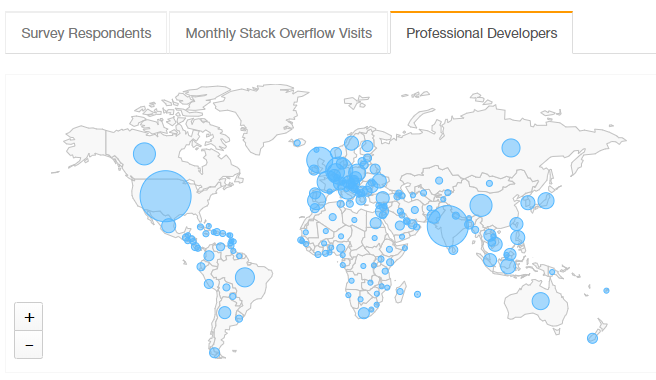 Survey Respondents
Monthly Stack Overflow Visits
Professional Developers
+
−